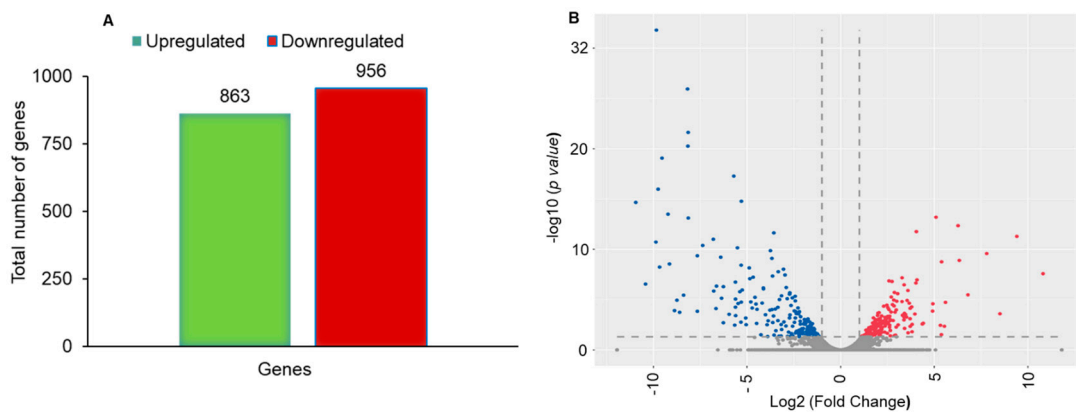 A
Upregulated Downregulated
863
956
1000
750
500
250
0
Total number of genes
Genes
B
32
20
10
0
-log10 (p value)
-10 -5 0 5 10
Log2 (Fold Change)